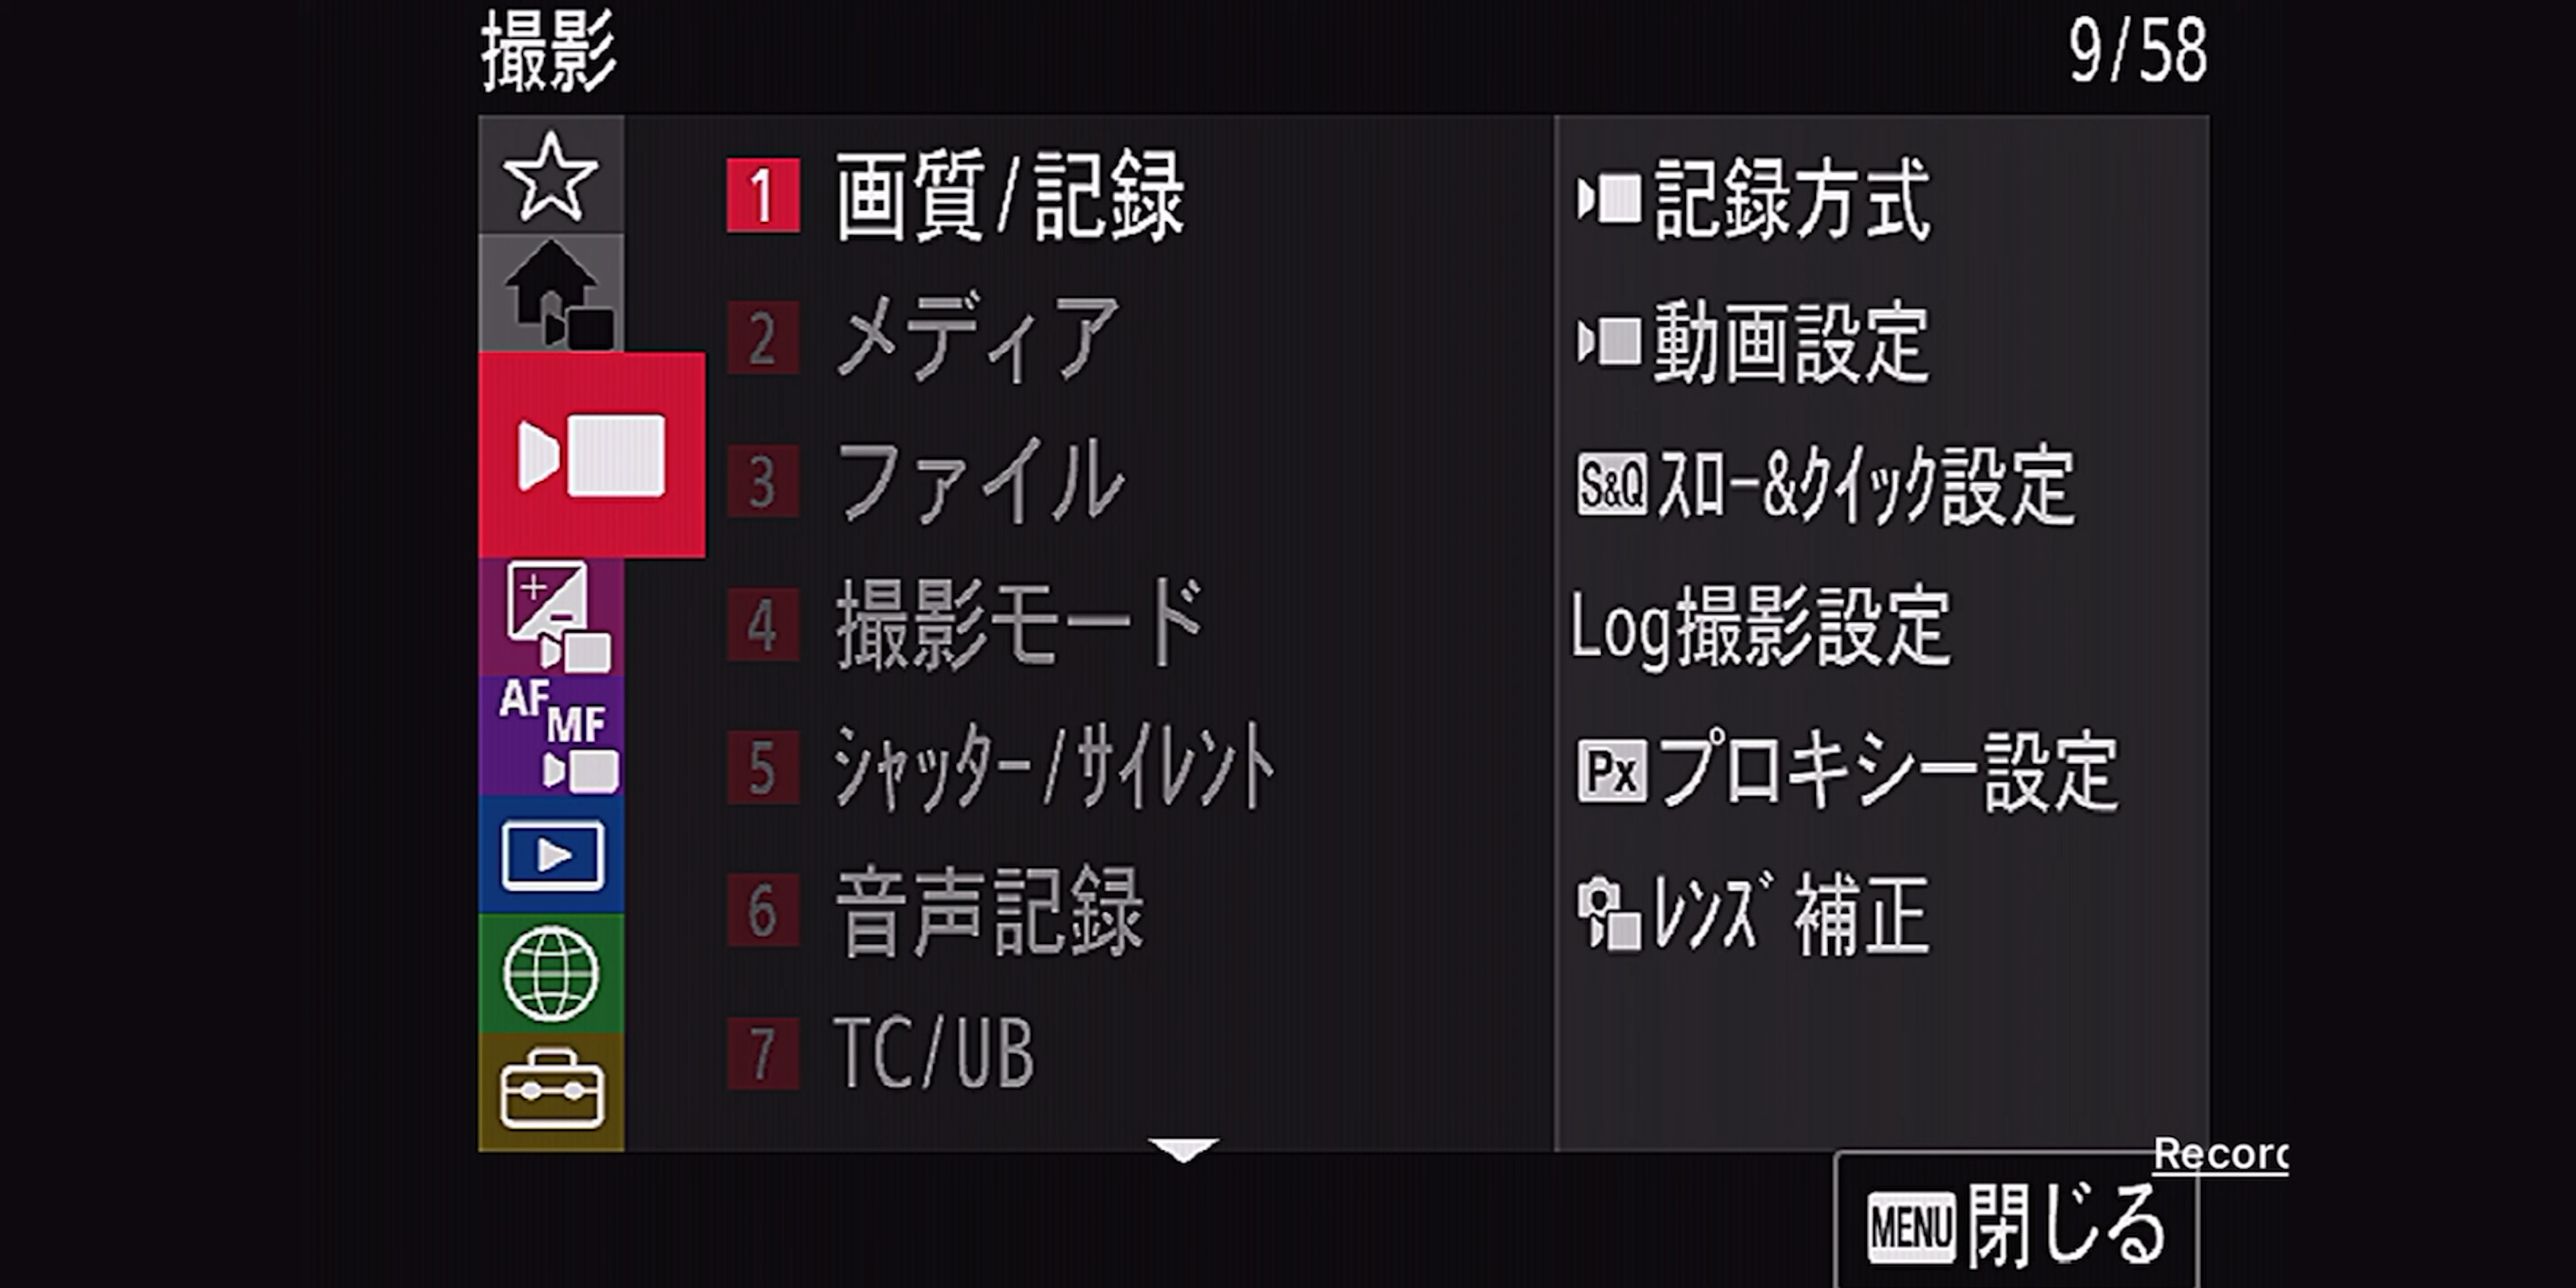 撮影
9/58
1 画質/記録
2 メディア
3 ファイル
4 撮影モード
5 シャッター/サイレント
6 音声記録
7 TC/UB
AF MF
記録方式
動画設定
S&Q スロー&クイック設定
Log撮影設定
Px プロキシー設定
レンズ補正
Recor
MENU 閉じる